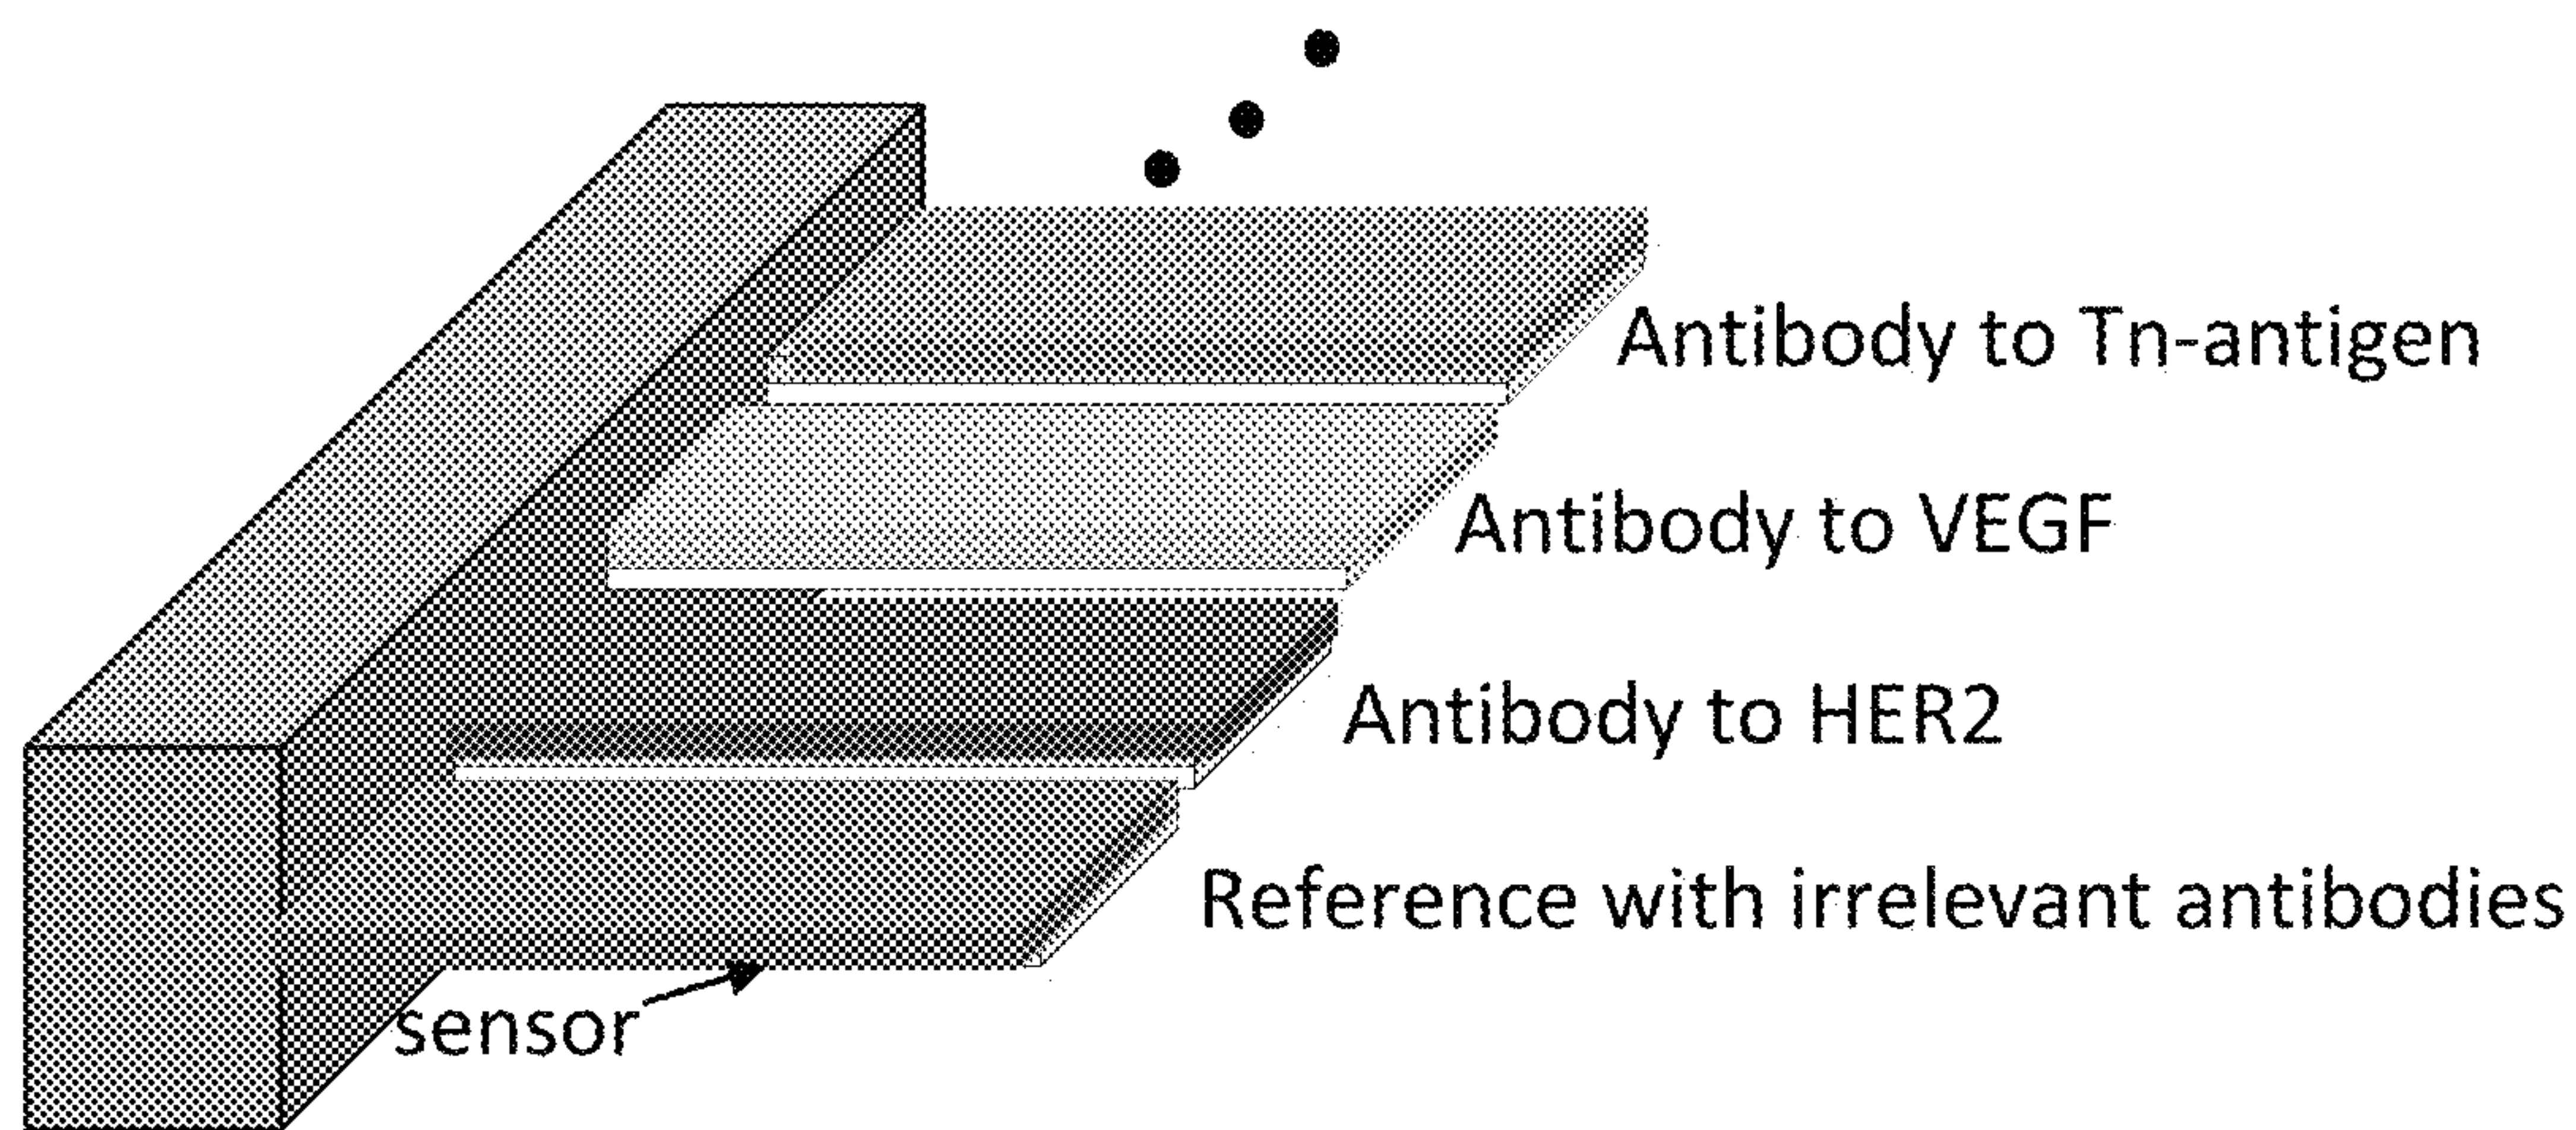 Antibody to Tn-antigen
Antibody to VEGF
Antibody to HER2
Reference with irrelevant antibodies
sensor